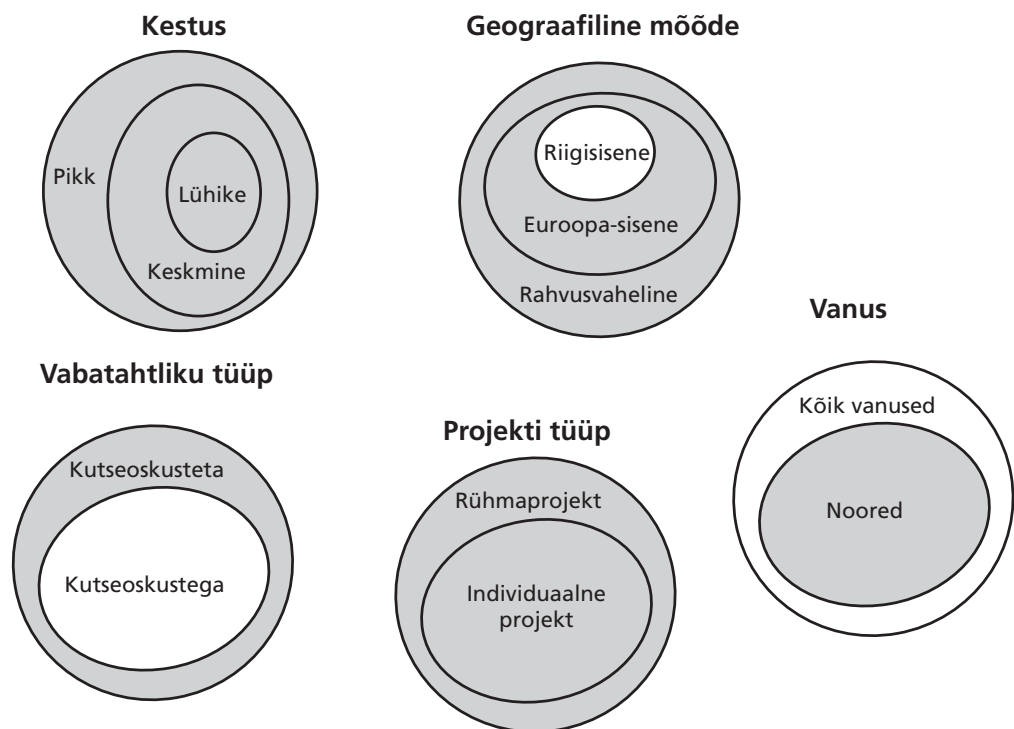 Kestus
Pikk
Lühike
Keskmine
Geograafiline mõõde
Riigisisene
Euroopa-sisene
Rahvusvaheline
Vabatahtliku tüüp
Kutseoskusteta
Kutseoskustega
Projekti tüüp
Rühmaprojekt
Individuaalne
projekt
Vanus
Kõik vanused
Noored